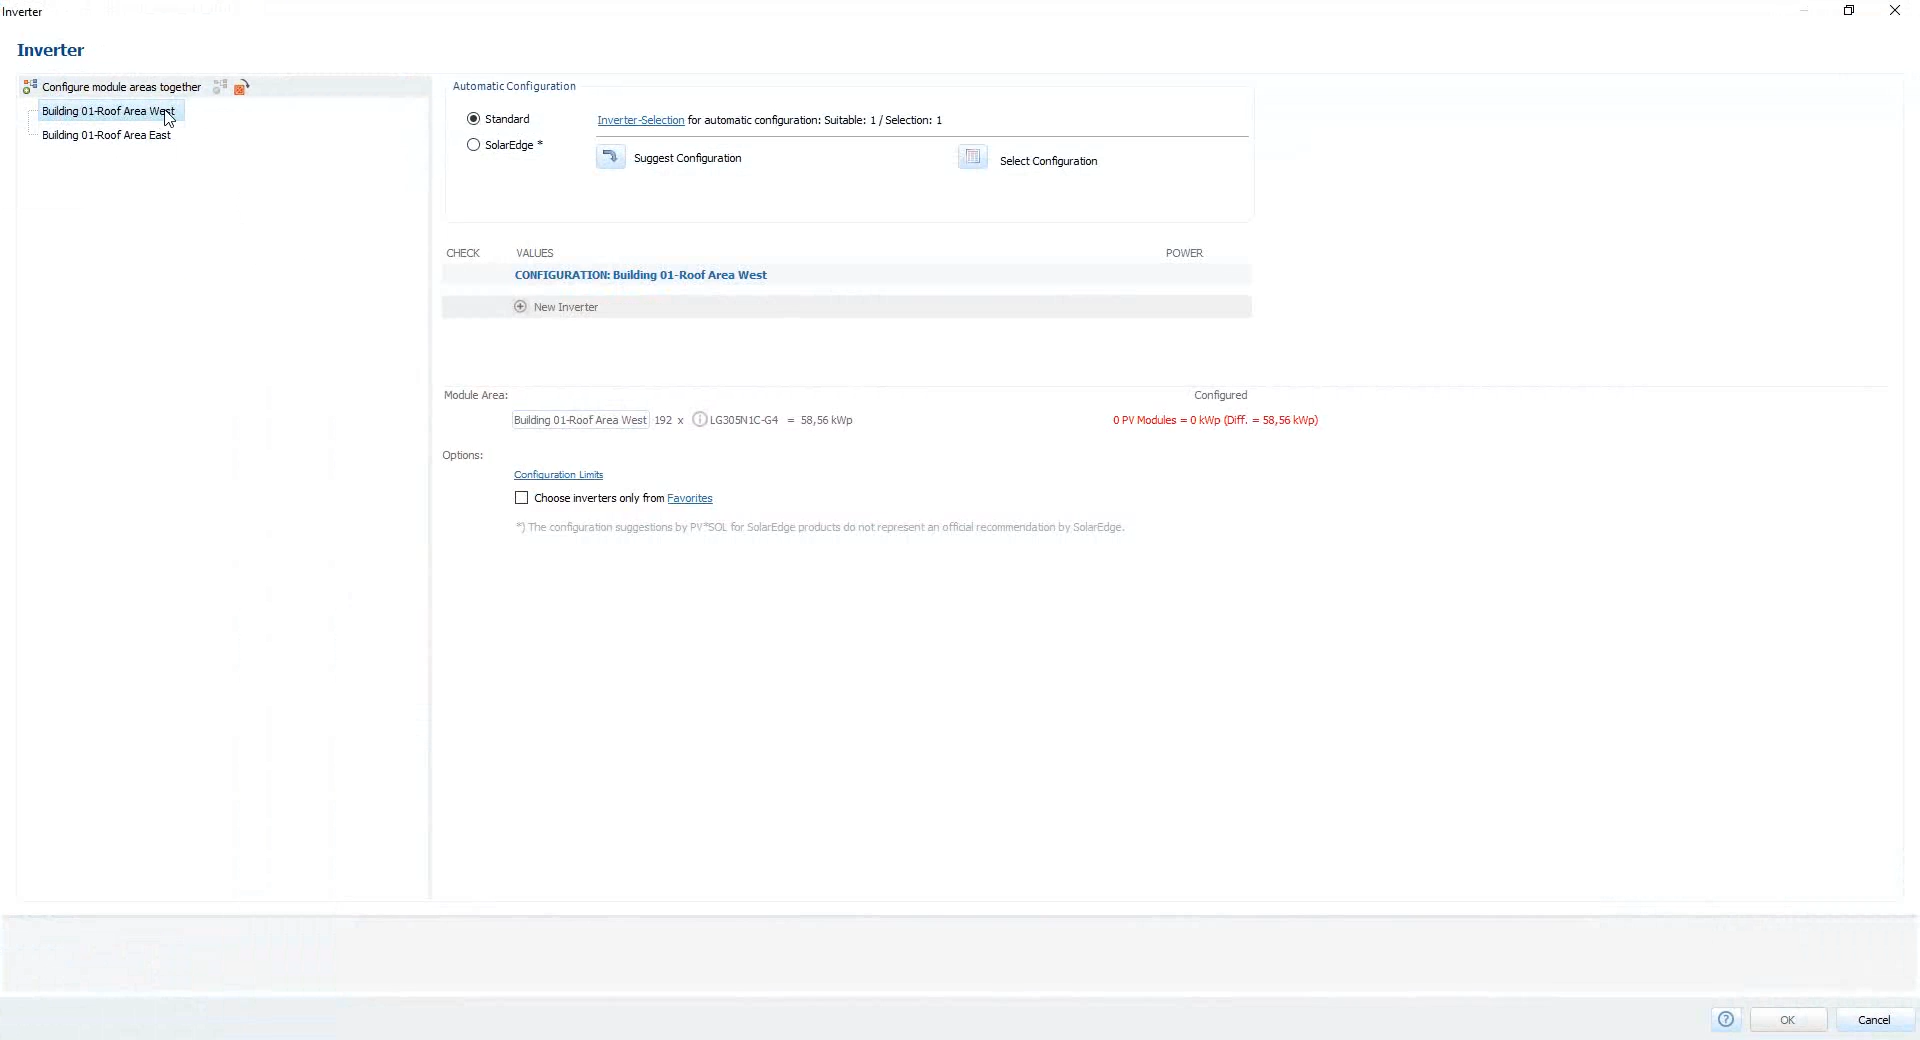 Inverter
Inverter
Configure module areas together
Building 01-Roof Area West
Building 01-Roof Area East
Automatic Configuration
Standard
SolarEdge *
Inverter-Selection for automatic configuration: Suitable: 1 / Selection: 1
Suggest Configuration
Select Configuration
CHECK VALUES POWER
CONFIGURATION: Building 01-Roof Area West
New Inverter
Module Area: Configured
Building 01-Roof Area West 192 x LG305N1C-G4 = 58,56 kWp 0 PV Modules = 0 kWp (Diff. = 58,56 kWp)
Options:
Configuration Limits
Choose inverters only from Favorites
*) The configuration suggestions by PV*SOL for SolarEdge products do not represent an official recommendation by SolarEdge.
? OK Cancel